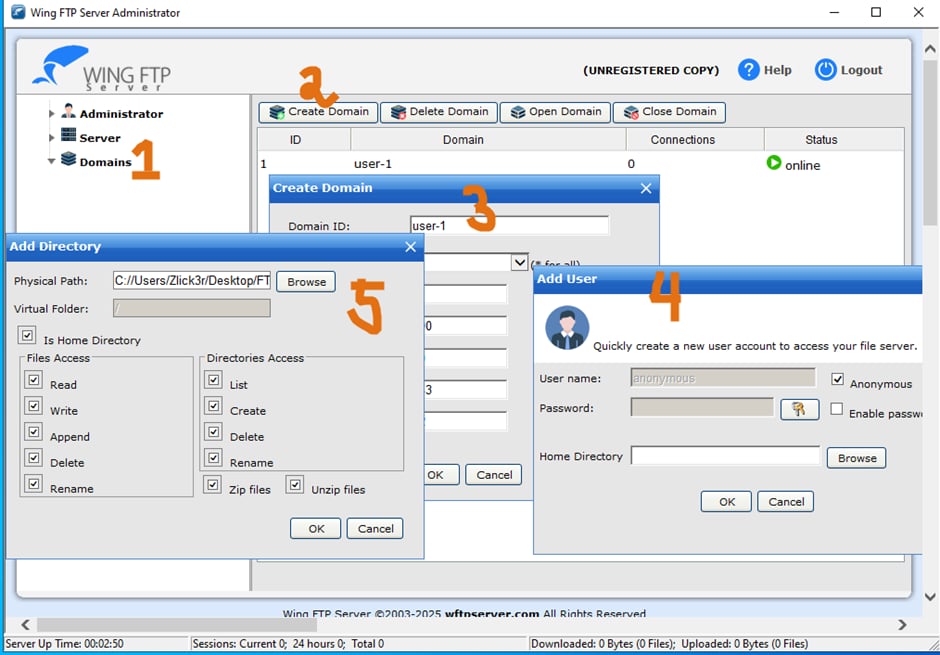 Wing FTP Server Administrator
WING FTP
Server
(UNREGISTERED COPY) Help Logout
2
Administrator
Server
Domains
1
Create Domain Delete Domain Open Domain Close Domain
ID Domain Connections Status
1 user-1 0 online
Create Domain
3
Domain ID: user-1
(* for all)
0
3
OK Cancel
Add Directory
5
Physical Path: C://Users/Zlick3r/Desktop/FT Browse
Virtual Folder: /
Is Home Directory
Files Access
Read
Write
Append
Delete
Rename
Directories Access
List
Create
Delete
Rename
Zip files Unzip files
OK Cancel
Add User
4
Quickly create a new user account to access your file server.
User name: anonymous Anonymous
Password: Enable passw
Home Directory Browse
OK Cancel
Wing FTP Server ©2003-2025 wftpserver.com All Rights Reserved
Server Up Time: 00:02:50 Sessions: Current 0; 24 hours 0; Total 0 Downloaded: 0 Bytes (0 Files); Uploaded: 0 Bytes (0 Files)